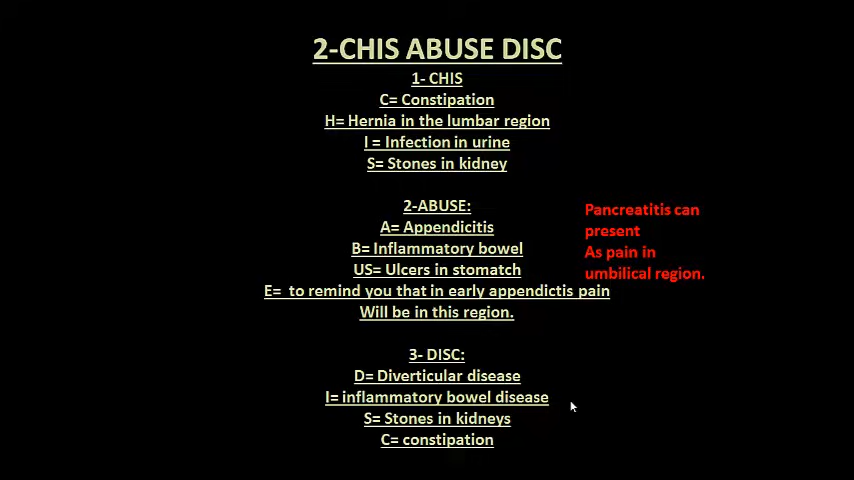 2-CHIS ABUSE DISC
1- CHIS
C= Constipation
H= Hernia in the lumbar region
I = Infection in urine
S= Stones in kidney
2-ABUSE:
A= Appendicitis
B= Inflammatory bowel
US= Ulcers in stomatch
E=  to remind you that in early appendictis pain
Will be in this region.
Pancreatitis can
present
As pain in
umbilical region.
3- DISC:
D= Diverticular disease
I= inflammatory bowel disease
S= Stones in kidneys
C= constipation